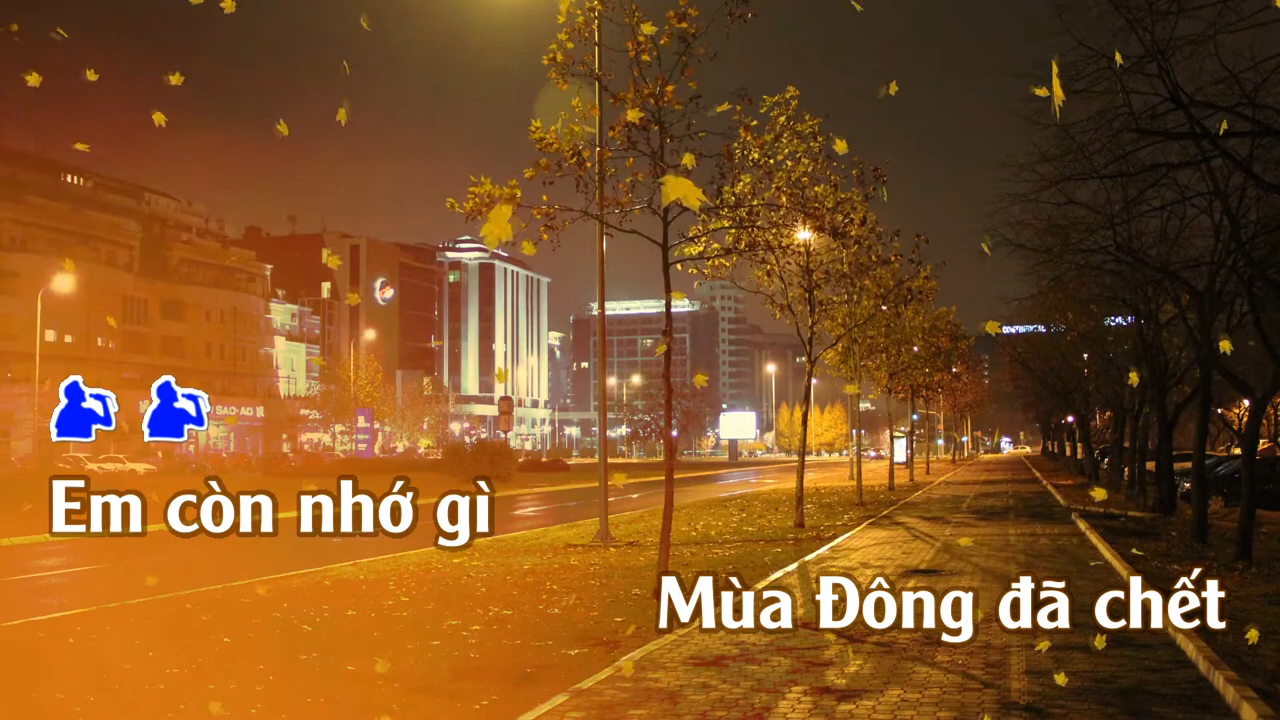 Em còn nhớ gì
Mùa Đông đã chết